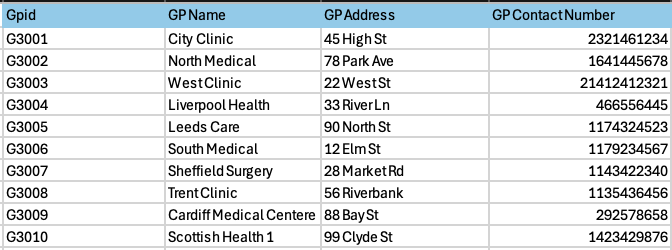 Gpid GP Name GP Address GP Contact Number
G3001 City Clinic 45 High St 2321461234
G3002 North Medical 78 Park Ave 1641445678
G3003 West Clinic 22 West St 21412412321
G3004 Liverpool Health 33 River Ln 466556445
G3005 Leeds Care 90 North St 1174324523
G3006 South Medical 12 Elm St 1179234567
G3007 Sheffield Surgery 28 Market Rd 1143422340
G3008 Trent Clinic 56 Riverbank 1135436456
G3009 Cardiff Medical Centere 88 Bay St 292578658
G3010 Scottish Health 1 99 Clyde St 1423429876